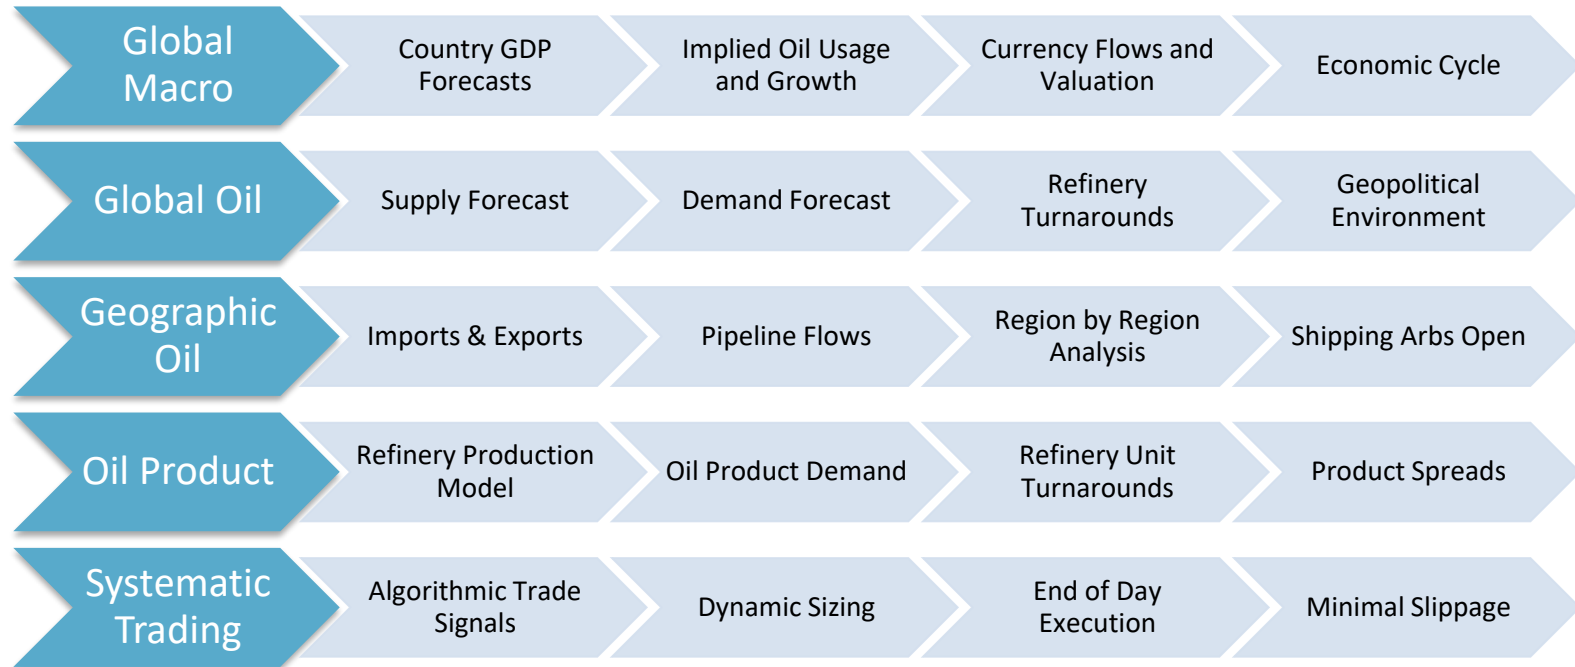 Global
Macro
Country GDP
Forecasts
Implied Oil Usage
and Growth
Currency Flows and
Valuation
Economic Cycle
Global Oil
Supply Forecast
Demand Forecast
Refinery
Turnarounds
Geopolitical
Environment
Geographic
Oil
Imports & Exports
Pipeline Flows
Region by Region
Analysis
Shipping Arbs Open
Oil Product
Refinery Production
Model
Oil Product Demand
Refinery Unit
Turnarounds
Product Spreads
Systematic
Trading
Algorithmic Trade
Signals
Dynamic Sizing
End of Day
Execution
Minimal Slippage